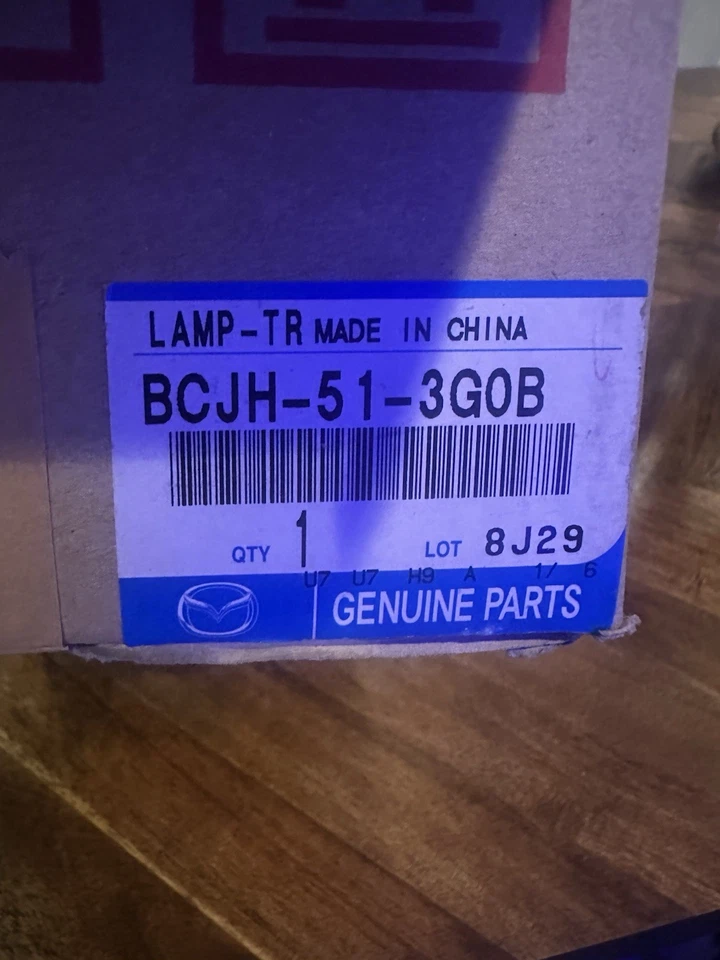 LAMP-TR MADE IN CHINA
BCJH-51-3G0B
QTY 1 LOT 8J29
U7 U7 H9 A 1/ 6
GENUINE PARTS